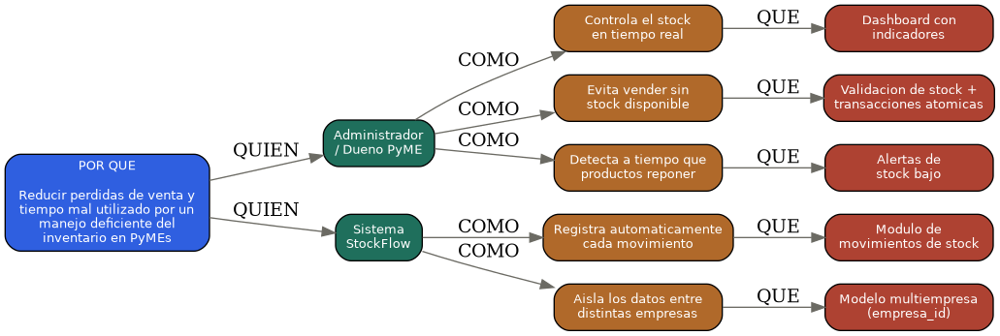 POR QUE
Reducir perdidas de venta y
tiempo mal utilizado por un
manejo deficiente del
inventario en PyMEs
QUIEN
QUIEN
Administrador
/ Dueno PyME
Sistema
StockFlow
COMO
COMO
COMO
COMO
COMO
Controla el stock
en tiempo real
QUE
Dashboard con
indicadores
Evita vender sin
stock disponible
QUE
Validacion de stock +
transacciones atomicas
Detecta a tiempo que
productos reponer
QUE
Alertas de
stock bajo
Registra automaticamente
cada movimiento
QUE
Modulo de
movimientos de stock
Aisla los datos entre
distintas empresas
QUE
Modelo multiempresa
(empresa_id)